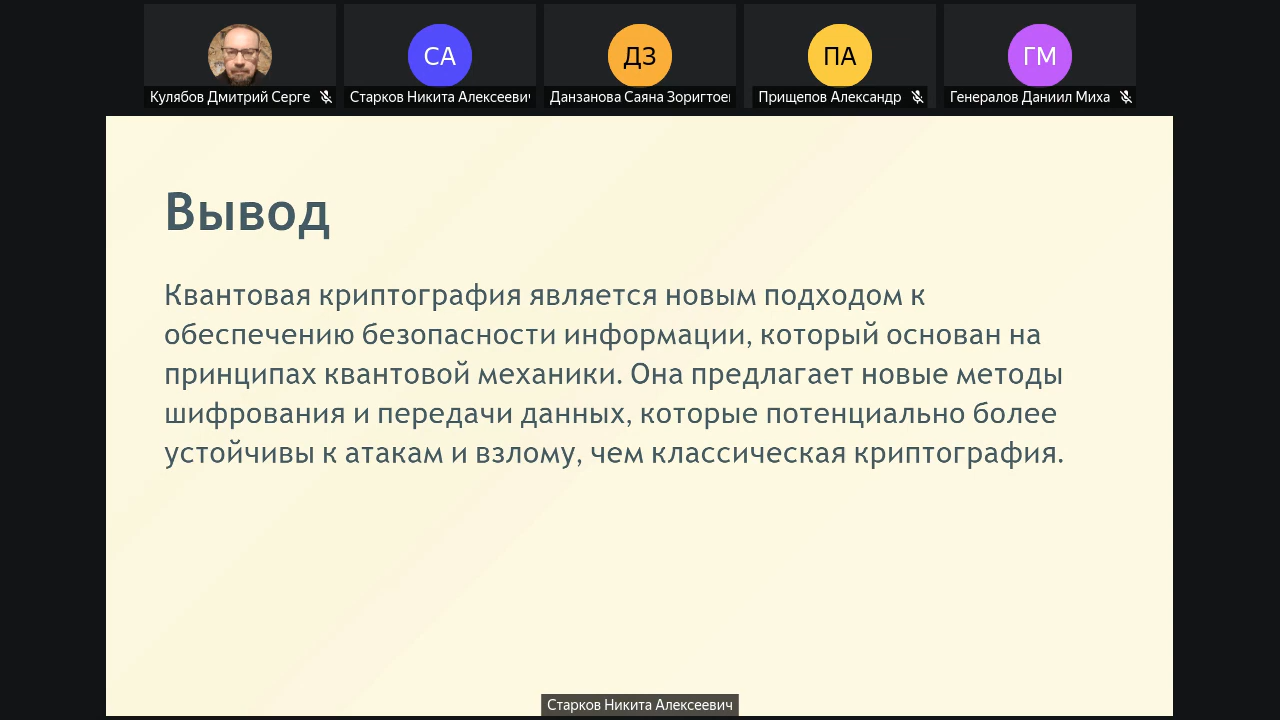 СА
ДЗ
ПА
ГМ
Кулябов Дмитрий Серге
Старков Никита Алексеевич
Данзанова Саяна Зоригтоев
Прищепов Александр
Генералов Даниил Миха
Вывод
Квантовая криптография является новым подходом к
обеспечению безопасности информации, который основан на
принципах квантовой механики. Она предлагает новые методы
шифрования и передачи данных, которые потенциально более
устойчивы к атакам и взлому, чем классическая криптография.
Старков Никита Алексеевич